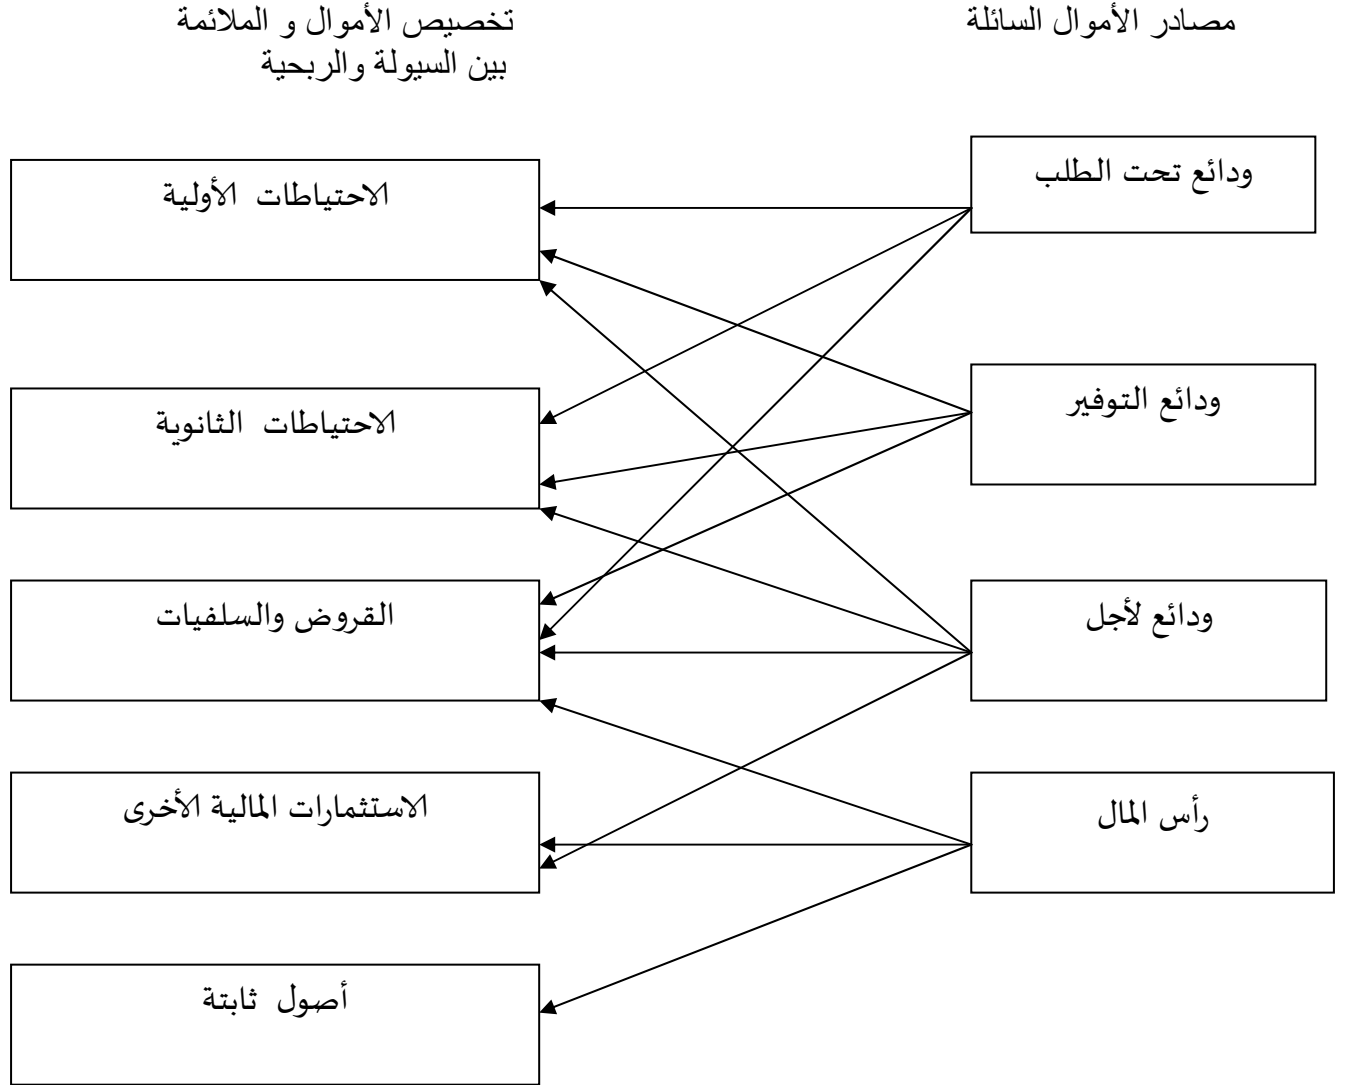 مصادر الأموال السائلة
تخصيص الأموال و الملائمة
بين السيولة والربحية
ودائع تحت الطلب
الاحتياطات الأولية
ودائع التوفير
الاحتياطات الثانوية
ودائع لأجل
القروض والسلفيات
رأس المال
الاستثمارات المالية الأخرى
أصول ثابتة